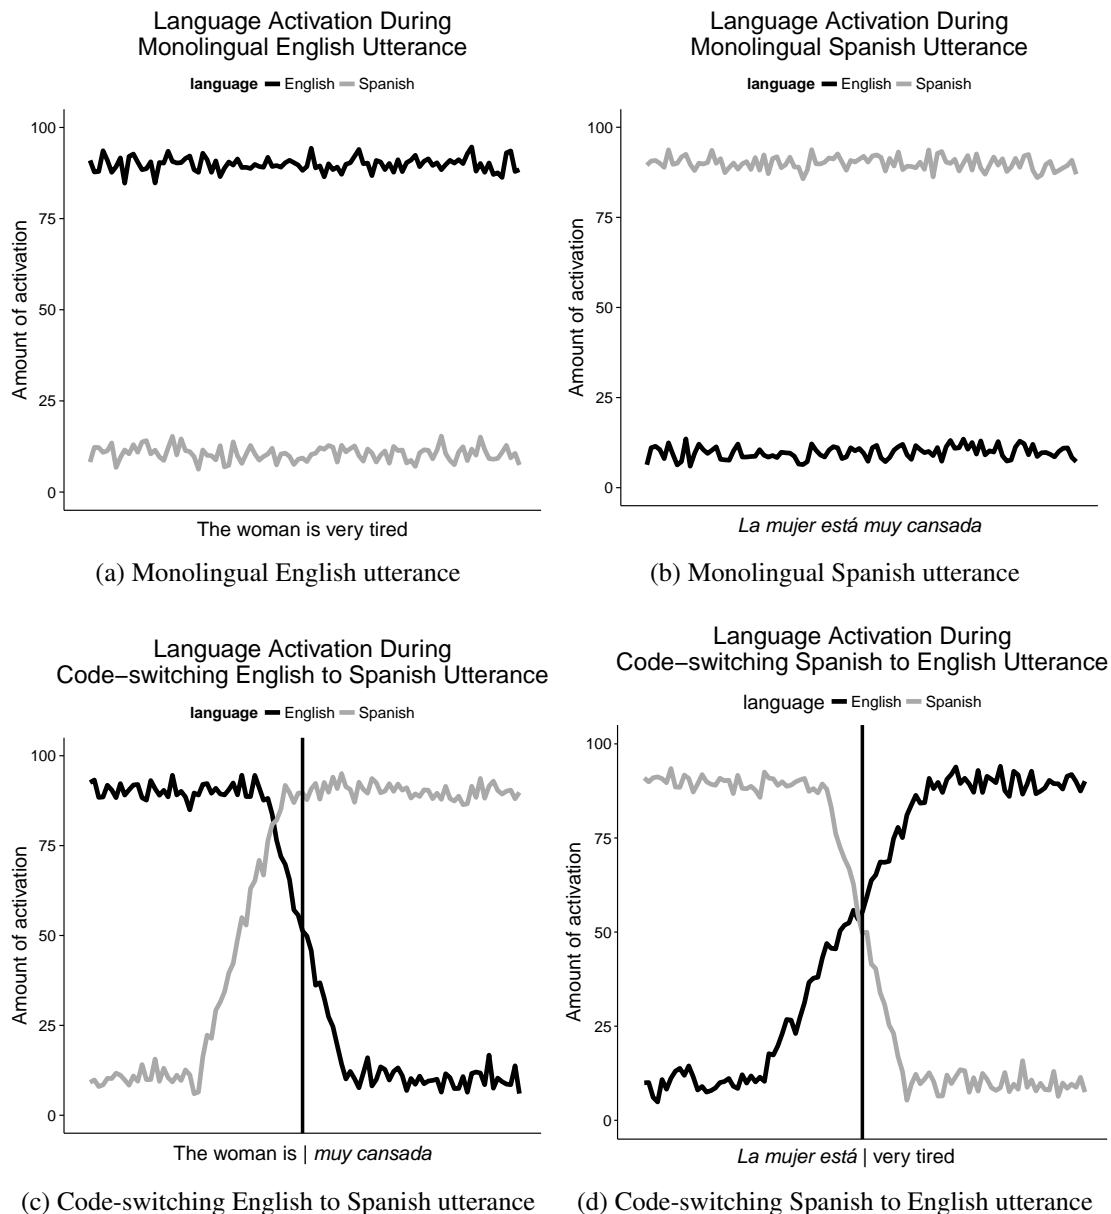 Language Activation During
Monolingual English Utterance
language English Spanish
100
75
50
25
0
Amount of activation
The woman is very tired
(a) Monolingual English utterance
Language Activation During
Monolingual Spanish Utterance
language English Spanish
100
75
50
25
0
Amount of activation
La mujer está muy cansada
(b) Monolingual Spanish utterance
Language Activation During
Code−switching English to Spanish Utterance
language English Spanish
100
75
50
25
0
Amount of activation
The woman is | muy cansada
(c) Code-switching English to Spanish utterance
Language Activation During
Code−switching Spanish to English Utterance
language English Spanish
100
75
50
25
0
Amount of activation
La mujer está | very tired
(d) Code-switching Spanish to English utterance